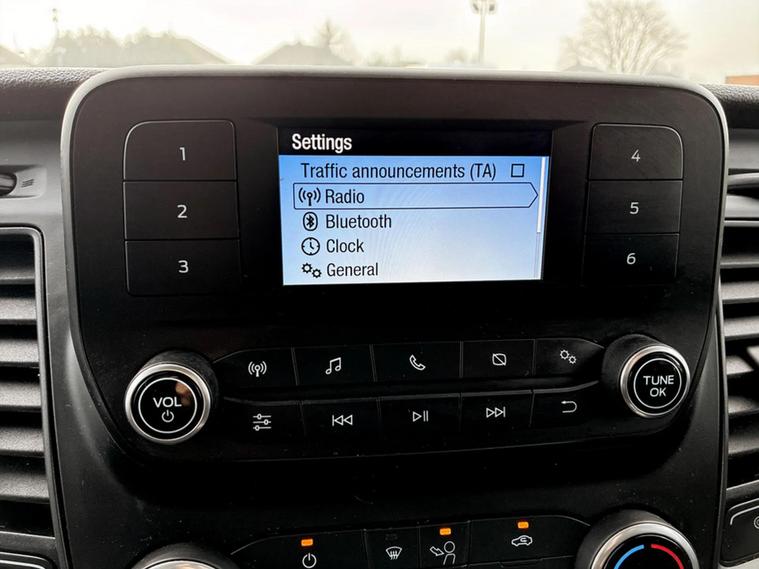 Settings
Traffic announcements (TA)
Radio
Bluetooth
Clock
General
1
2
3
4
5
6
VOL
TUNE
OK